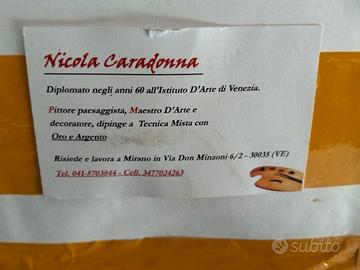 Nicola Caradonna
Diplomato negli anni 60 all'Istituto D'Arte di Venezia.
Pittore paesaggista, Maestro D'Arte e
decoratore, dipinge a Tecnica Mista con
Oro e Argento
Risiede e lavora a Mirano in Via Don Minzoni 6/2 - 30035 (VE)
Tel. 041-5703844 - Cell. 3477024263
subito